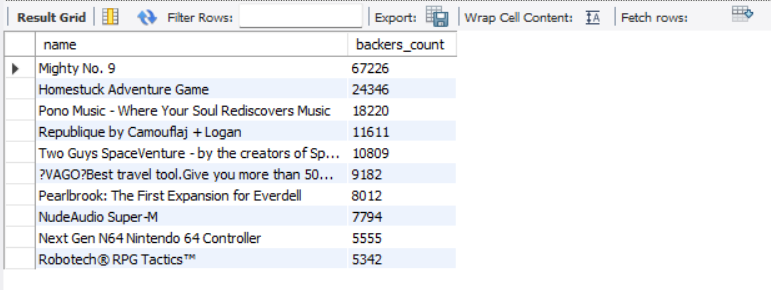 Result Grid Filter Rows: Export: Wrap Cell Content: IA Fetch rows:
name backers_count
Mighty No. 9 67226
Homestuck Adventure Game 24346
Pono Music - Where Your Soul Rediscovers Music 18220
Republique by Camouflaj + Logan 11611
Two Guys SpaceVenture - by the creators of Sp... 10809
?VAGO?Best travel tool.Give you more than 50... 9182
Pearlbrook: The First Expansion for Everdell 8012
NudeAudio Super-M 7794
Next Gen N64 Nintendo 64 Controller 5555
Robotech® RPG Tactics™ 5342